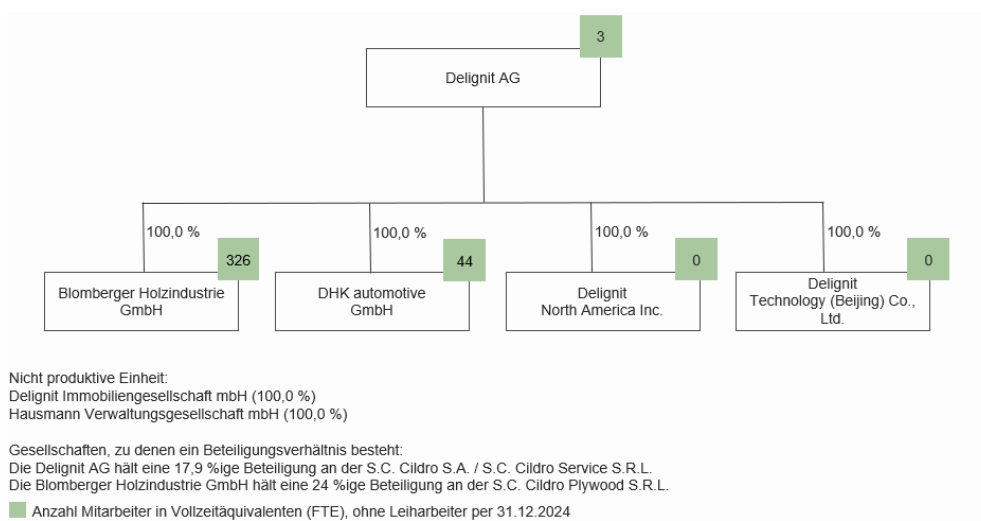 3
Delignit AG
100,0 %
100,0 %
100,0 %
100,0 %
326
44
0
0
Blomberger Holzindustrie
GmbH
DHK automotive
GmbH
Delignit
North America Inc.
Delignit
Technology (Beijing) Co.,
Ltd.
Nicht produktive Einheit:
Delignit Immobiliengesellschaft mbH (100,0 %)
Hausmann Verwaltungsgesellschaft mbH (100,0 %)
Gesellschaften, zu denen ein Beteiligungsverhältnis besteht:
Die Delignit AG hält eine 17,9 %ige Beteiligung an der S.C. Cildro S.A. / S.C. Cildro Service S.R.L.
Die Blomberger Holzindustrie GmbH hält eine 24 %ige Beteiligung an der S.C. Cildro Plywood S.R.L.
Anzahl Mitarbeiter in Vollzeitäquivalenten (FTE), ohne Leiharbeiter per 31.12.2024